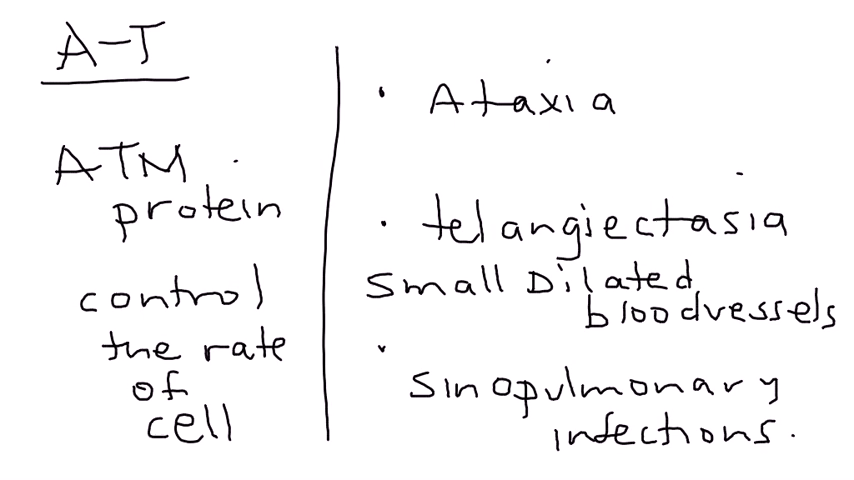 A-T
ATM
protein
control
the rate
of
cell
· Ataxia
· telangiectasia
Small Dilated
bloodvessels
· Sinopulmonary
infections.